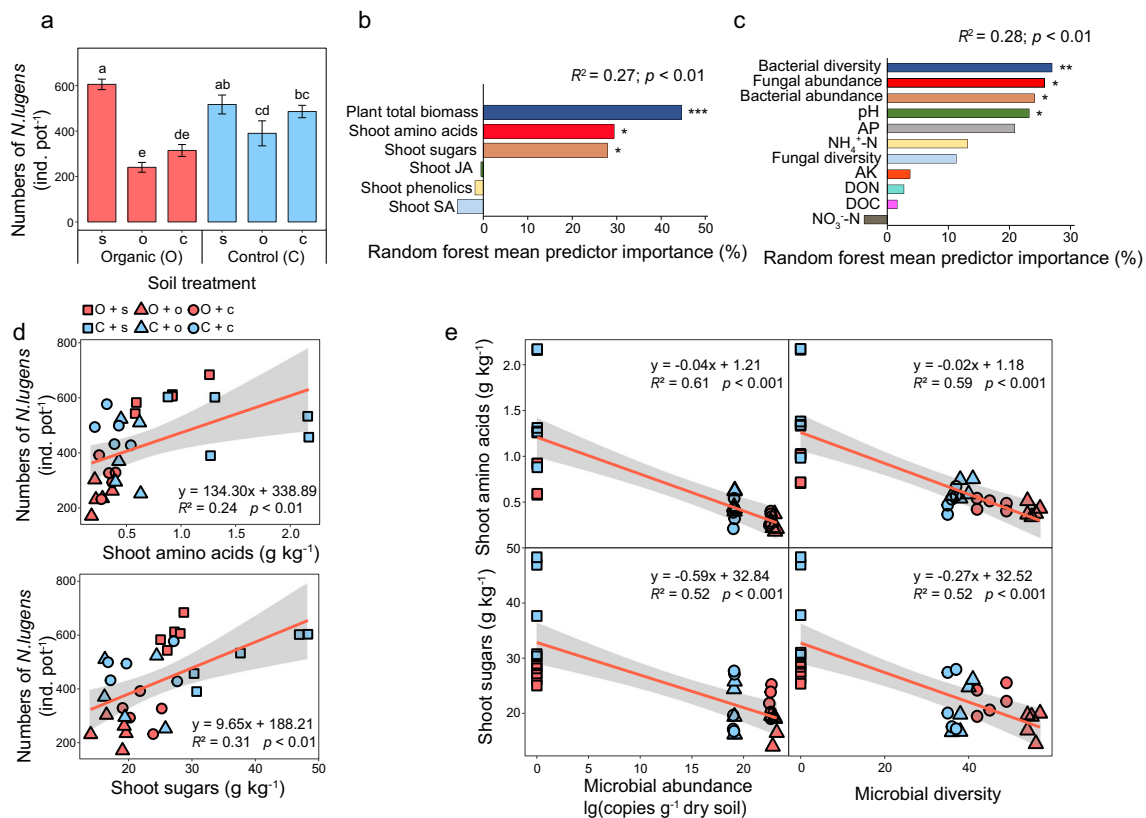 a
Numbers of N.lugens
(ind. pot-1)
600
400
200
0
a
e
de
ab
cd
bc
s
o
c
s
o
c
Organic (O)
Control (C)
Soil treatment
b
R2 = 0.27; p < 0.01
Plant total biomass
***
Shoot amino acids
*
Shoot sugars
*
Shoot JA
Shoot phenolics
Shoot SA
0 10 20 30 40 50
Random forest mean predictor importance (%)
c
R2 = 0.28; p < 0.01
Bacterial diversity
**
Fungal abundance
*
Bacterial abundance
*
pH
*
AP
NH4+-N
Fungal diversity
AK
DON
DOC
NO3--N
0 10 20 30
Random forest mean predictor importance (%)
O + s O + o O + c
C + s C + o C + c
d
Numbers of N.lugens
(ind. pot-1)
800
600
400
200
y = 134.30x + 338.89
R2 = 0.24 p < 0.01
0.5 1.0 1.5 2.0
Shoot amino acids (g kg-1)
Numbers of N.lugens
(ind. pot-1)
800
600
400
200
y = 9.65x + 188.21
R2 = 0.31 p < 0.01
20 30 40 50
Shoot sugars (g kg-1)
e
Shoot amino acids (g kg-1)
2.0
1.5
1.0
0.5
y = -0.04x + 1.21
R2 = 0.61 p < 0.001
y = -0.02x + 1.18
R2 = 0.59 p < 0.001
Shoot sugars (g kg-1)
50
40
30
20
y = -0.59x + 32.84
R2 = 0.52 p < 0.001
y = -0.27x + 32.52
R2 = 0.52 p < 0.001
0 5 10 15 20
Microbial abundance
lg(copies g-1 dry soil)
0 20 40
Microbial diversity